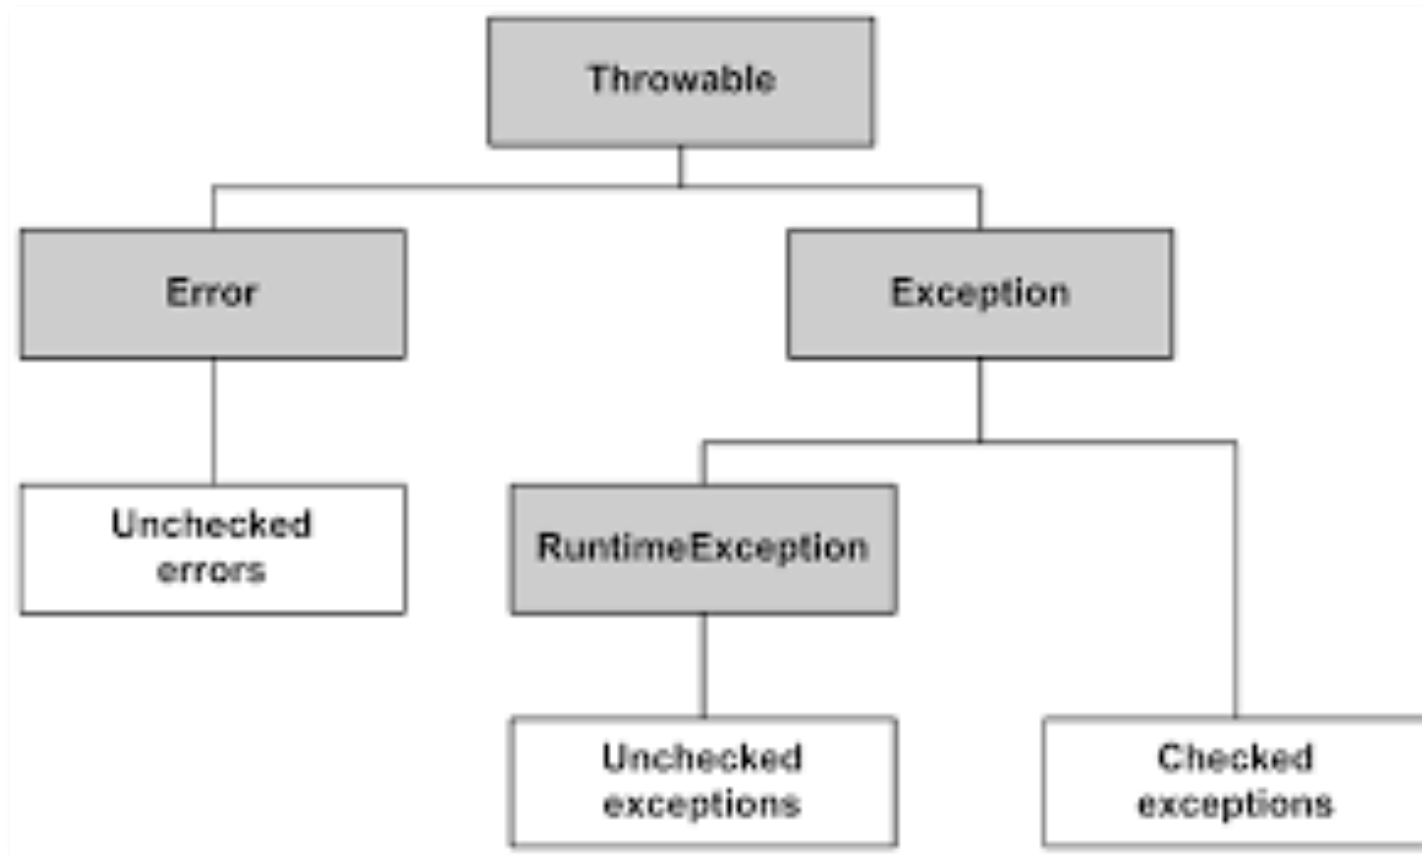 Throwable
Error
Exception
Unchecked
errors
RuntimeException
Unchecked
exceptions
Checked
exceptions